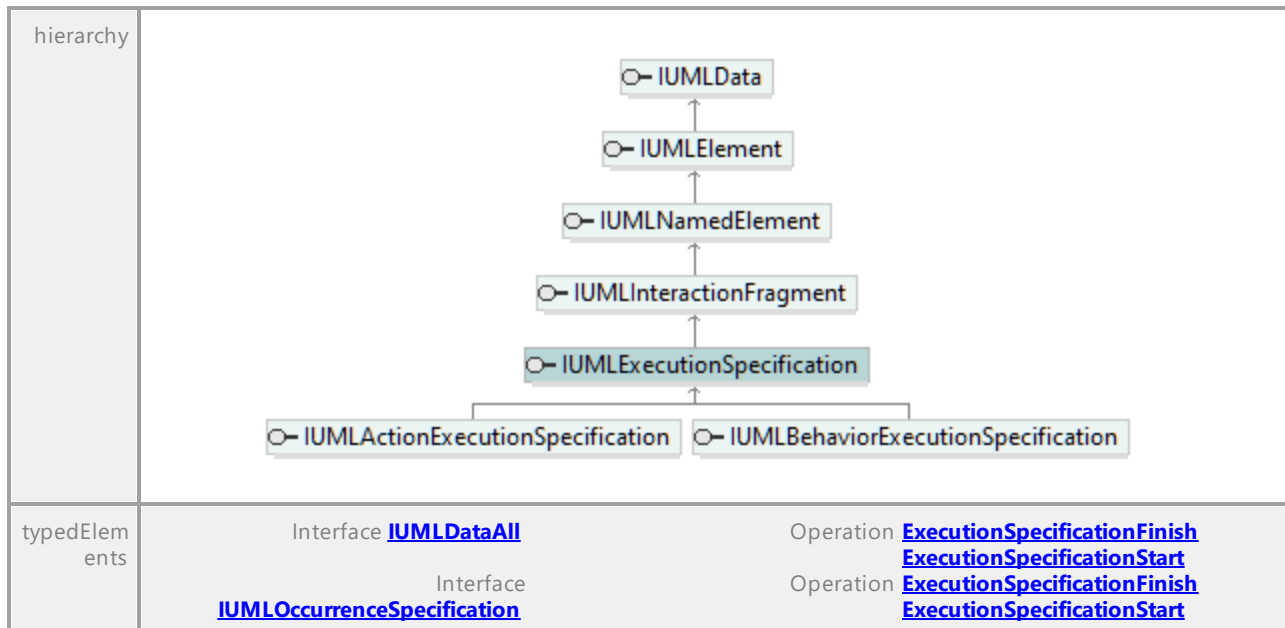 hierarchy
IUMLData
IUMLElement
IUMLNamedElement
IUMLInteractionFragment
IUMLExecutionSpecification
IUMLActionExecutionSpecification IUMLBehaviorExecutionSpecification
typedElem
ents
Interface IUMLDataAll
Operation ExecutionSpecificationFinish
ExecutionSpecificationStart
Interface
IUMLOccurrenceSpecification
Operation ExecutionSpecificationFinish
ExecutionSpecificationStart